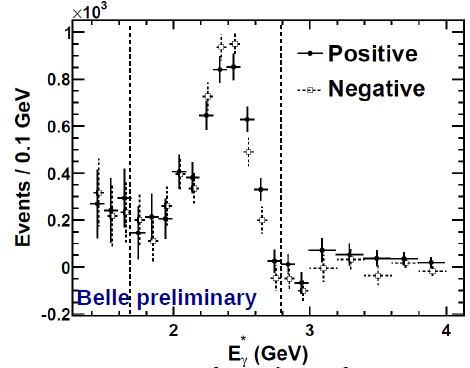 ×10³
1
0.8
0.6
0.4
0.2
0
-0.2
Events / 0.1 GeV
Positive
Negative
Belle preliminary
2 3 4
E*γ (GeV)